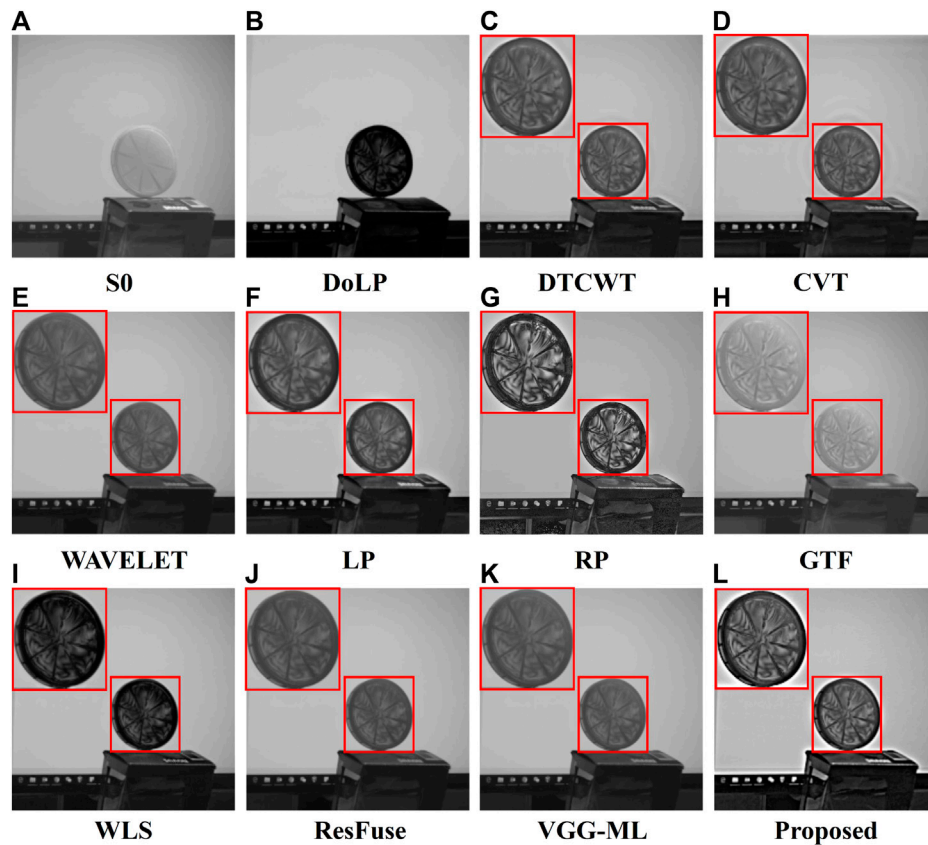 A B C D
S0 DoLP DTCWT CVT
E F G H
WAVELET LP RP GTF
I J K L
WLS ResFuse VGG-ML Proposed